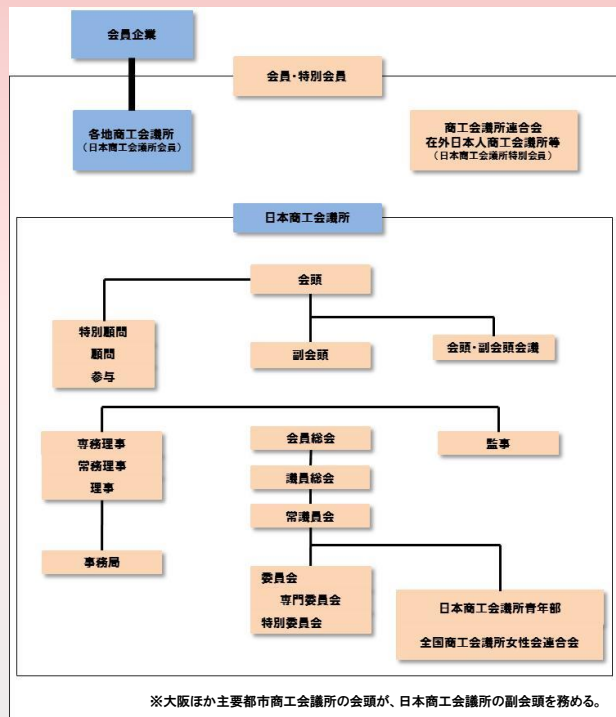 会員企業
会員・特別会員
各地商工会議所
（日本商工会議所会員）
商工会議所連合会
在外日本人商工会議所等
（日本商工会議所特別会員）
日本商工会議所
会頭
特別顧問
顧問
参与
副会頭
会頭・副会頭会議
専務理事
常務理事
理事
会員総会
監事
議員総会
常議員会
事務局
委員会
専門委員会
特別委員会
日本商工会議所青年部
全国商工会議所女性会連合会
※大阪ほか主要都市商工会議所の会頭が、日本商工会議所の副会頭を務める。